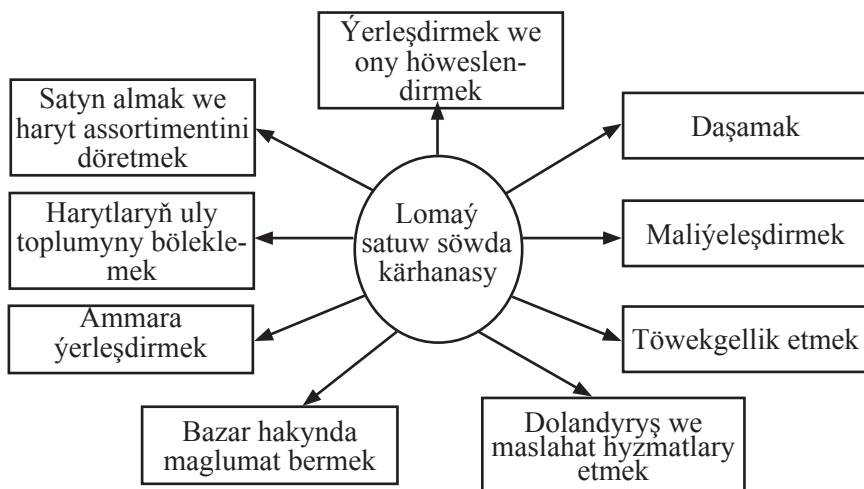 Ýerleşdirmek we
ony höweslen-
dirmek
Satyn almak we
haryt assortimentini
döretmek
Daşamak
Harytlaryň uly
toplumyny bölekle-
mek
Lomaý
satuw söwda
kärhanasy
Maliýeleşdirmek
Ammara
ýerleşdirmek
Töwekgellik etmek
Bazar hakynda
maglumat bermek
Dolandyryş we
maslahat hyzmatlary
etmek